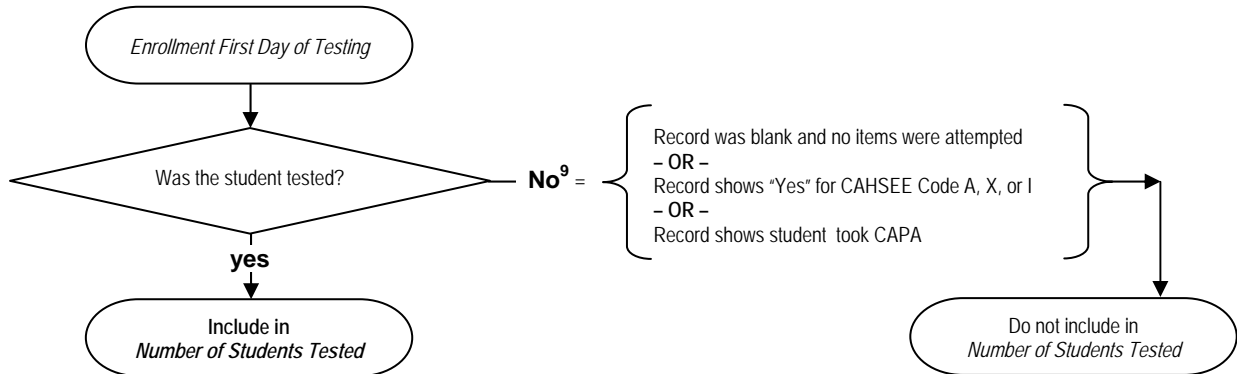 Enrollment First Day of Testing
Was the student tested?
No⁹ =
Record was blank and no items were attempted
– OR –
Record shows “Yes” for CAHSEE Code A, X, or I
– OR –
Record shows student took CAPA
yes
Include in
Number of Students Tested
Do not include in
Number of Students Tested